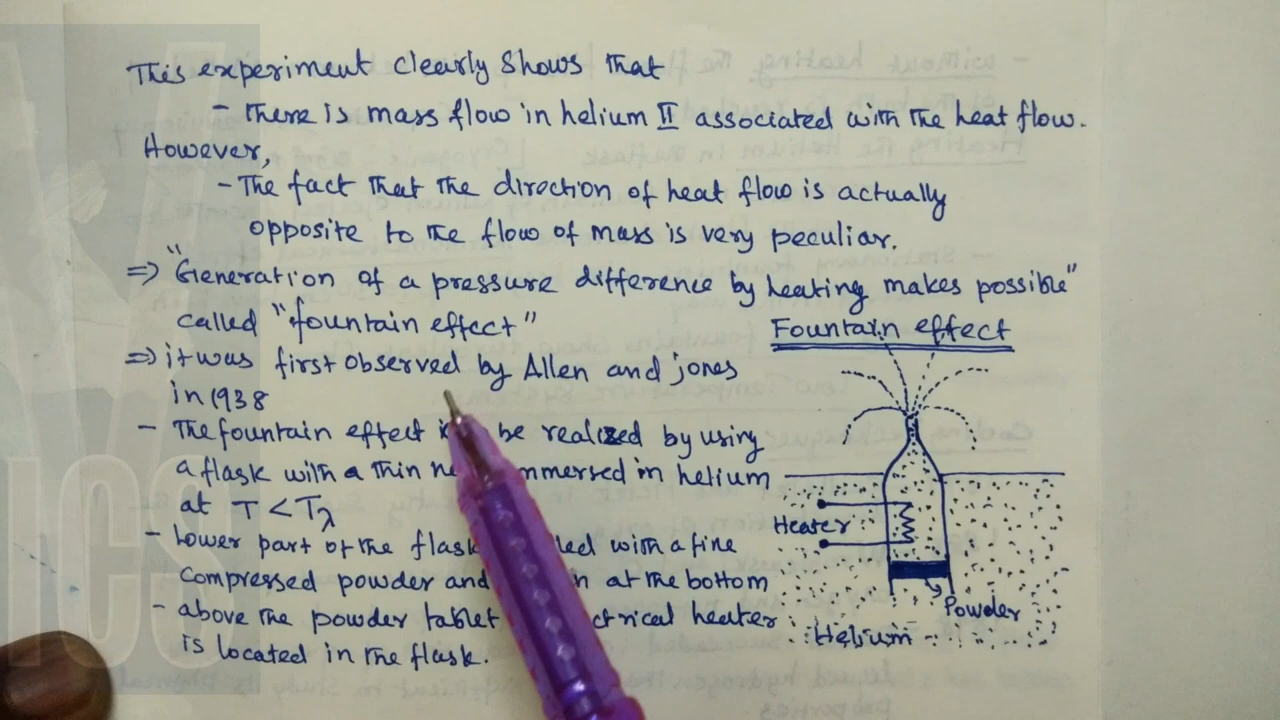 This experiment clearly shows that
- There is mass flow in helium II associated with the heat flow.
However,
- The fact that the direction of heat flow is actually
opposite to the flow of mass is very peculiar.
⇒ "Generation of a pressure difference by heating makes possible"
called "fountain effect"
⇒ it was first observed by Allen and jones
in 1938
Fountain effect
- The fountain effect be realized by using
a flask with a thin immersed in helium
at T < Tλ
- lower part of the flask with a fine
compressed powder and at the bottom
- above the powder tablet heater
is located in the flask.
Heater
Powder
Helium